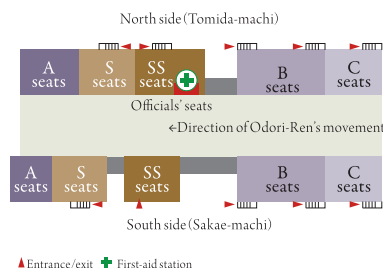 North side (Tomida-machi)
A seats
S seats
SS seats
B seats
C seats
Officials' seats
←Direction of Odori-Ren's movement
A seats
S seats
SS seats
B seats
C seats
South side (Sakae-machi)
Entrance/exit First-aid station